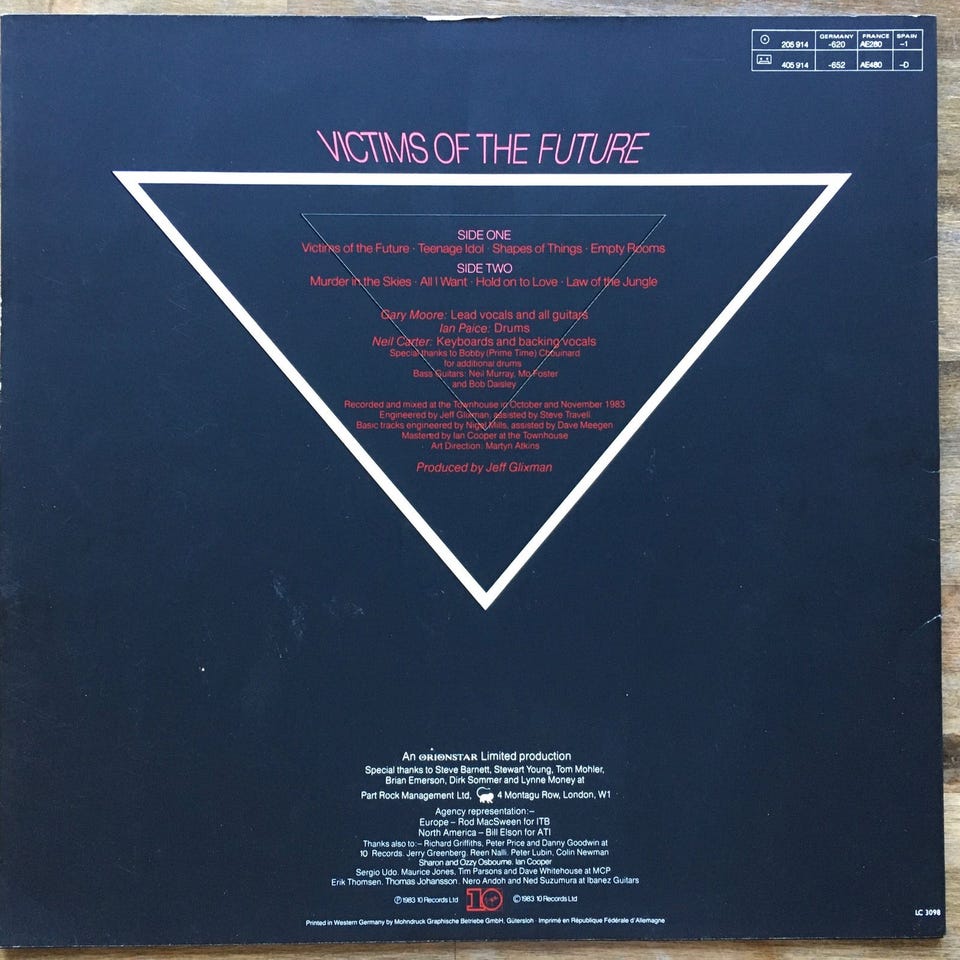 GERMANY FRANCE SPAIN
205 914 -620 AE280 -1
405 914 -652 AE480 -D
VICTIMS OF THE FUTURE
SIDE ONE
Victims of the Future · Teenage Idol · Shapes of Things · Empty Rooms
SIDE TWO
Murder in the Skies · All I Want · Hold on to Love · Law of the Jungle
Gary Moore: Lead vocals and all guitars
Ian Paice: Drums
Neil Carter: Keyboards and backing vocals
Special thanks to Bobby (Prime Time) Chouinard
for additional drums
Bass Guitars: Neil Murray, Mo Foster
and Bob Daisley
Recorded and mixed at the Townhouse in October and November 1983
Engineered by Jeff Glixman, assisted by Steve Travell
Basic tracks engineered by Nigel Mills, assisted by Dave Meegen
Mastered by Ian Cooper at the Townhouse
Art Direction: Martyn Atkins
Produced by Jeff Glixman
An ORIONSTAR Limited production
Special thanks to Steve Barnett, Stewart Young, Tom Mohler,
Brian Emerson, Dirk Sommer and Lynne Money at
Part Rock Management Ltd, 4 Montagu Row, London, W1
Agency representation:–
Europe – Rod MacSween for ITB
North America – Bill Elson for ATI
Thanks also to:– Richard Griffiths, Peter Price and Danny Goodwin at
10 Records. Jerry Greenberg, Reen Nalli, Peter Lubin, Colin Newman
Sharon and Ozzy Osbourne. Ian Cooper
Sergio Udo. Maurice Jones, Tim Parsons and Dave Whitehouse at MCP
Erik Thomsen. Thomas Johansson. Nero Andoh and Ned Suzumura at Ibanez Guitars
℗ 1983 10 Records Ltd 10 © 1983 10 Records Ltd
LC 3098
Printed in Western Germany by Mohndruck Graphische Betriebe GmbH, Gütersloh · Imprimé en République Fédérale d'Allemagne